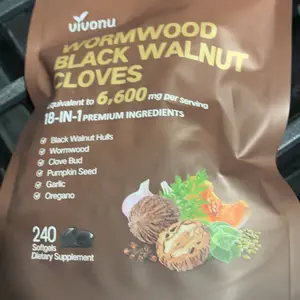 vivonu
WORMWOOD
BLACK WALNUT
CLOVES
Equivalent to 6,600 mg per Serving
18-IN-1 PREMIUM INGREDIENTS
• Black Walnut Hulls
• Wormwood
• Clove Bud
• Pumpkin Seed
• Garlic
• Oregano
240
Softgels
Dietary Supplement